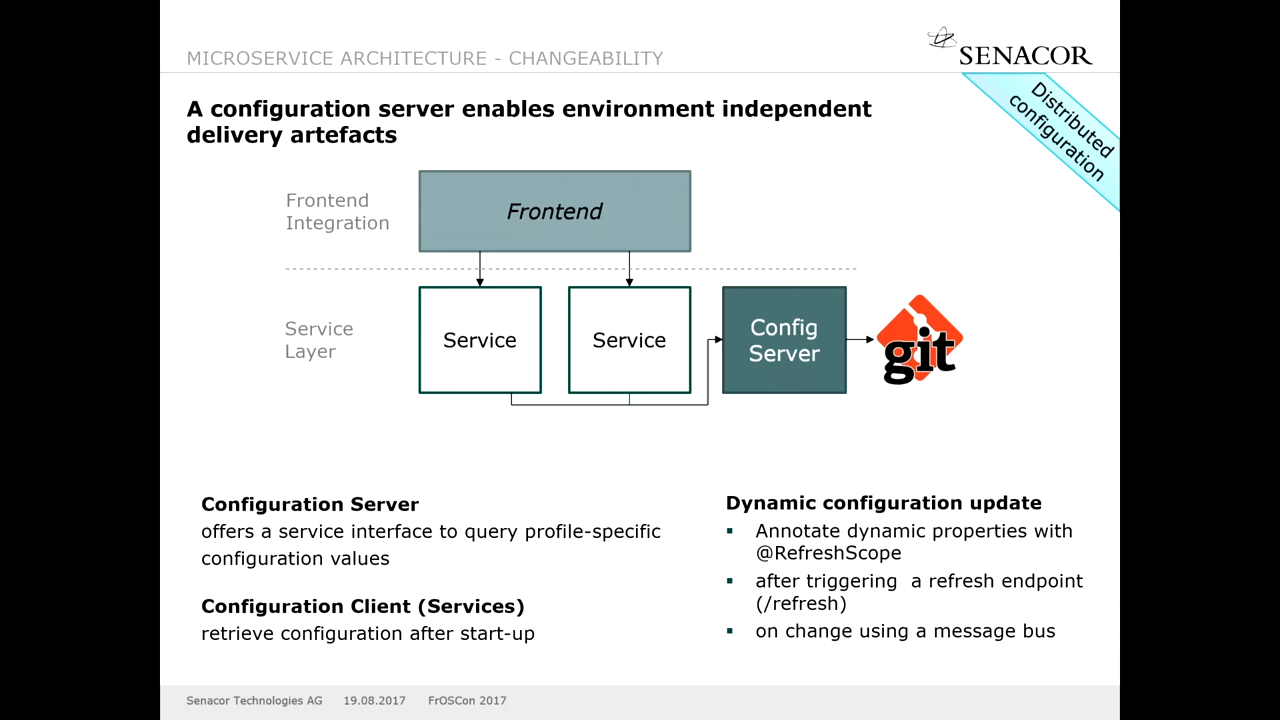 MICROSERVICE ARCHITECTURE - CHANGEABILITY
SENACOR
Distributed
configuration
A configuration server enables environment independent
delivery artefacts
Frontend
Integration
Frontend
Service
Layer
Service
Service
Config
Server
git
Configuration Server
offers a service interface to query profile-specific
configuration values
Configuration Client (Services)
retrieve configuration after start-up
Dynamic configuration update
▪ Annotate dynamic properties with
@RefreshScope
▪ after triggering  a refresh endpoint
(/refresh)
▪ on change using a message bus
Senacor Technologies AG 19.08.2017 FrOSCon 2017